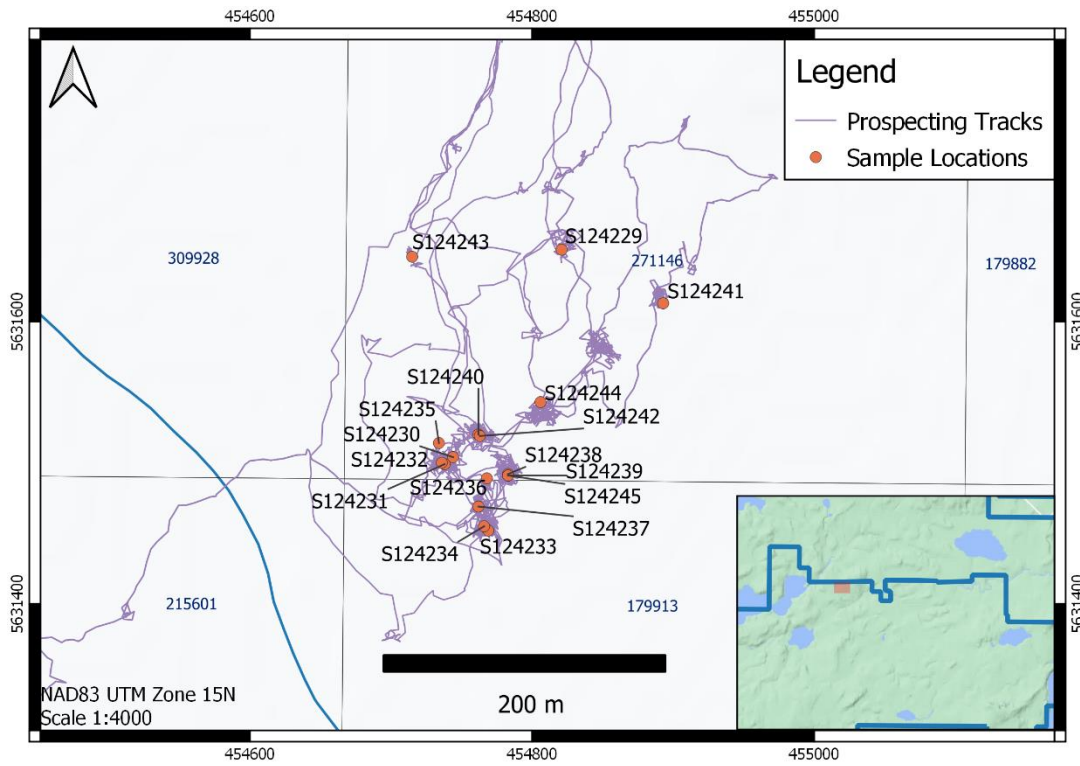 454600
454800
455000
Legend
Prospecting Tracks
Sample Locations
S124243
S124229
309928
271146
179882
S124241
5631600
5631600
S124240
S124244
S124235
S124242
S124230
S124238
S124232
S124239
S124231
S124236
S124245
S124237
S124234
S124233
215601
179913
5631400
5631400
NAD83 UTM Zone 15N
Scale 1:4000
200 m
454600
454800
455000